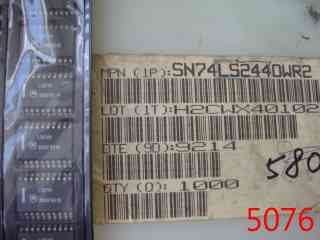 MPN (1P):SN74LS244DWR2
LOT (1T):H2CWX40102
DTE (9D):9214
580
QTY (Q): 1000
5076